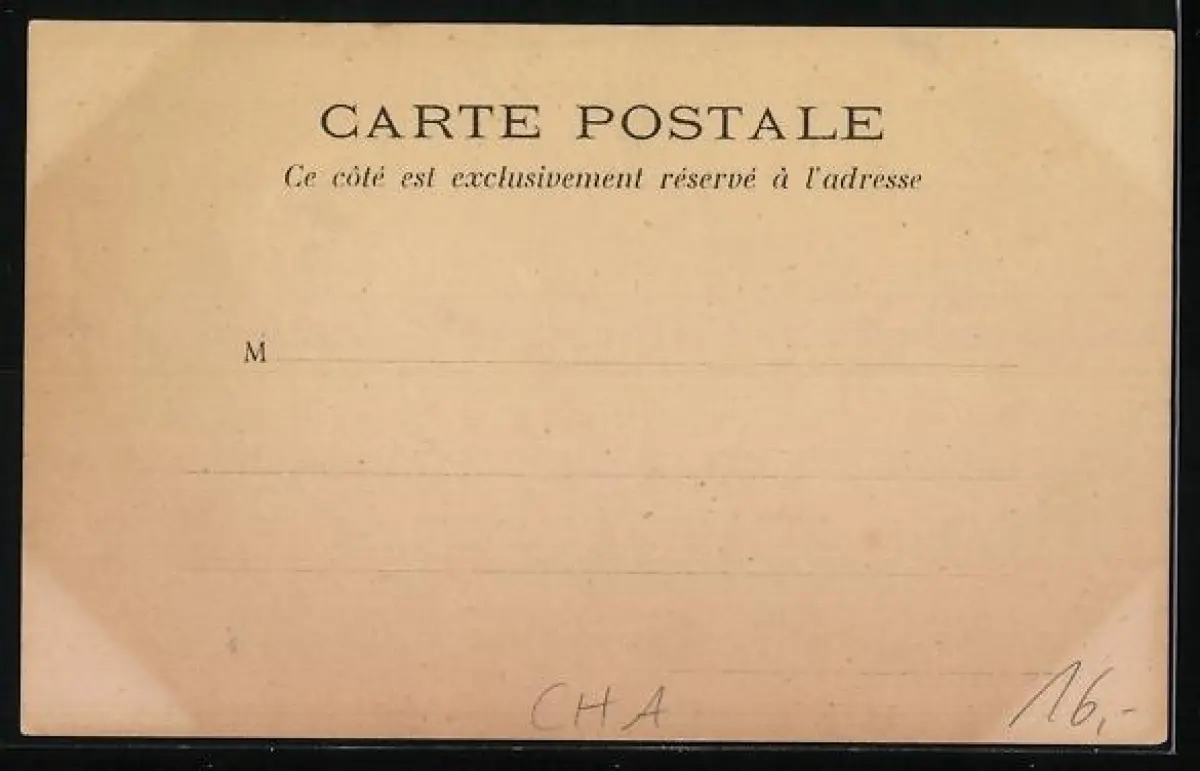 CARTE POSTALE
Ce côté est exclusivement réservé à l'adresse
M
CHA
16,-